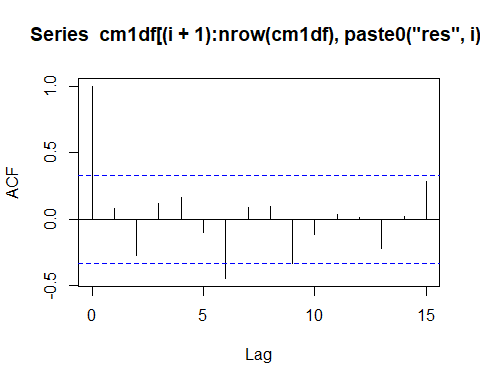 Series  cm1df[(i + 1):nrow(cm1df), paste0("res", i)
ACF
1.0
0.5
0.0
-0.5
0
5
10
15
Lag